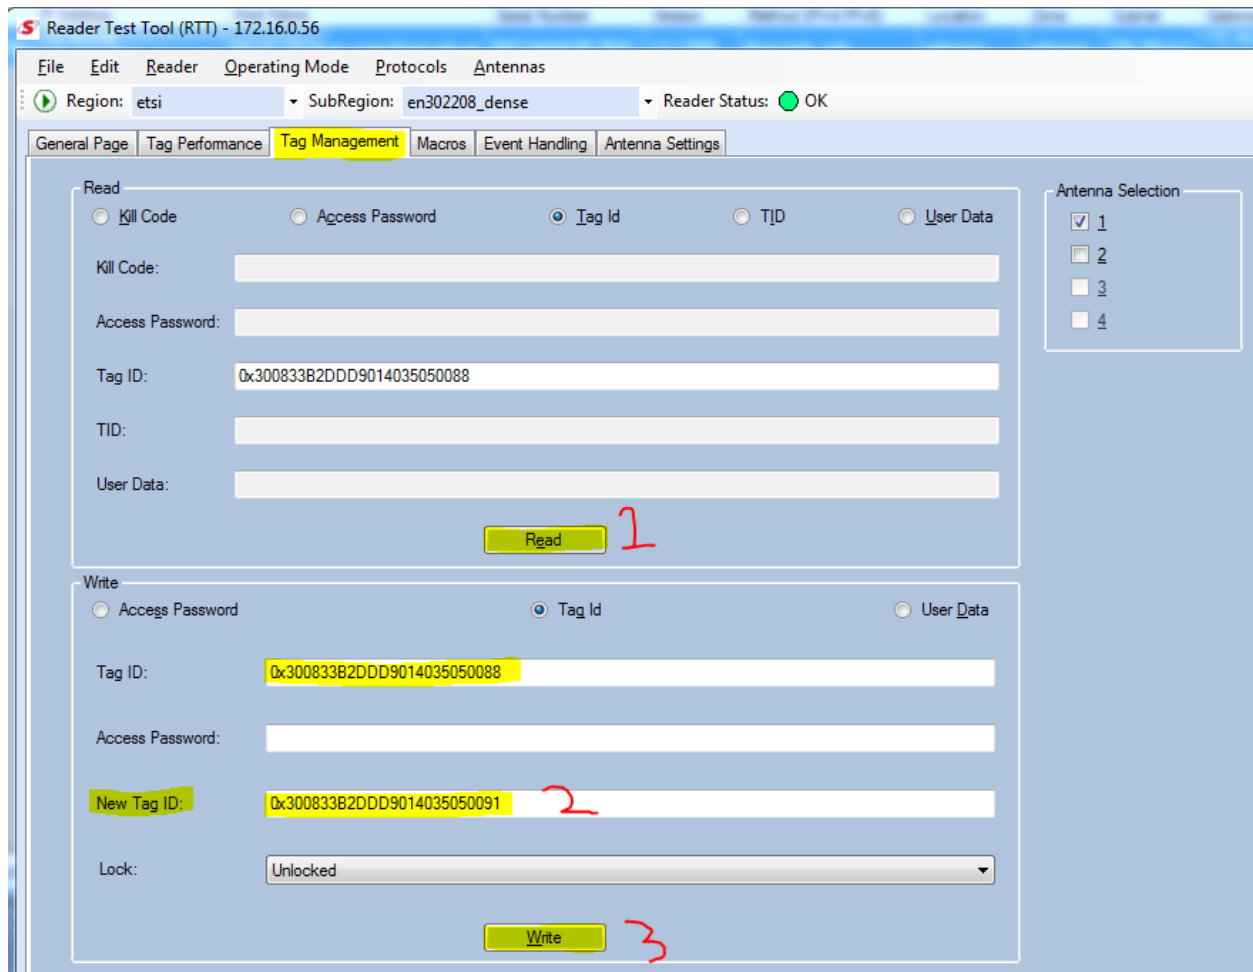 Reader Test Tool (RTT) - 172.16.0.56
File Edit Reader Operating Mode Protocols Antennas
Region: etsi SubRegion: en302208_dense Reader Status: OK
General Page Tag Performance Tag Management Macros Event Handling Antenna Settings
Read
Kill Code Access Password Tag Id TID User Data
Kill Code:
Access Password:
Tag ID: 0x300833B2DDD9014035050088
TID:
User Data:
Read 1
Antenna Selection
1
2
3
4
Write
Access Password Tag Id User Data
Tag ID: 0x300833B2DDD9014035050088
Access Password:
New Tag ID: 0x300833B2DDD9014035050091 2
Lock: Unlocked
Write 3